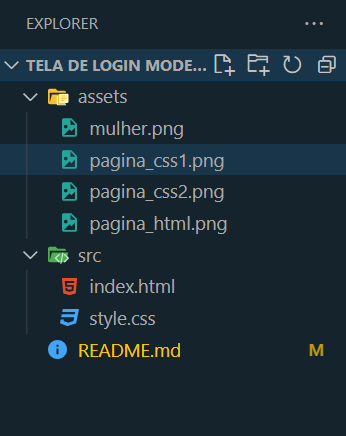 EXPLORER
TELA DE LOGIN MODE...
assets
mulher.png
pagina_css1.png
pagina_css2.png
pagina_html.png
src
index.html
style.css
README.md M